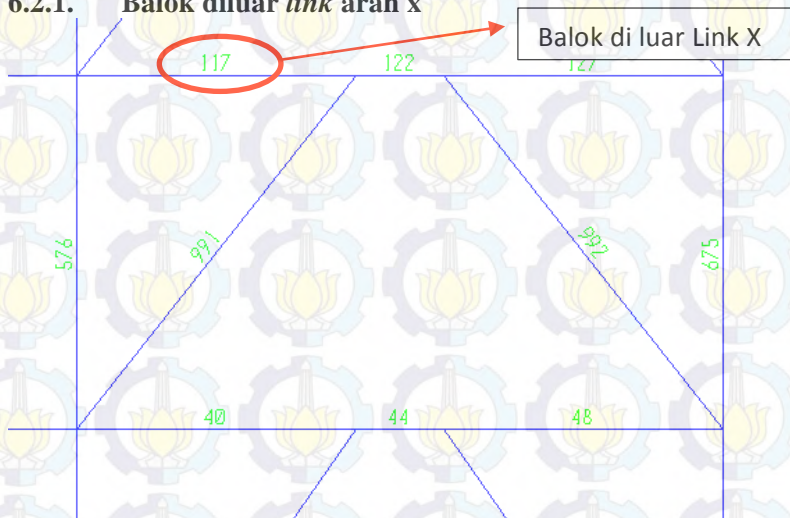 6.2.1. Balok diluar link arah x
Balok di luar Link X
117 122 127
576 991 992 675
40 44 48